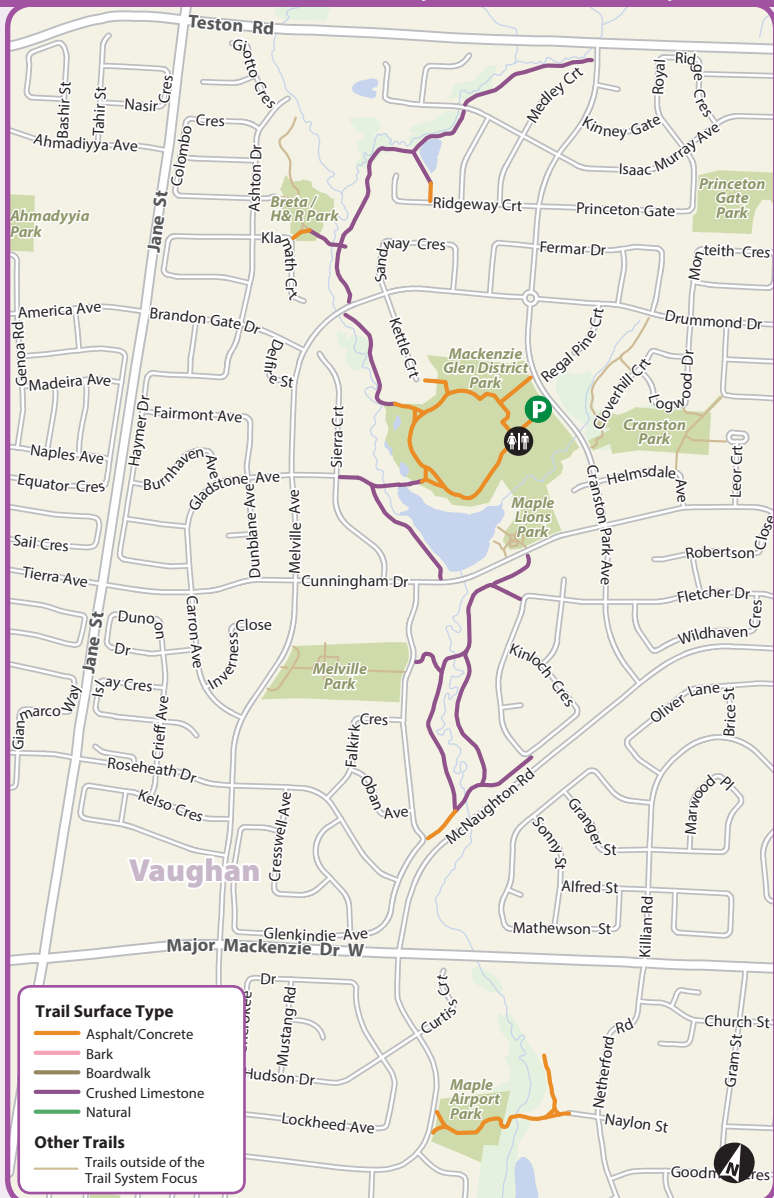 Teston Rd
Giotto Cres
Bashir St
Tahir St
Nasir Cres
Ahmadiyya Ave
Colombo Cres
Ashton Dr
Medley Crt
Royal
Ridge Cres
Kinney Gate
Isaac Murray Ave
Princeton
Gate
Park
Ahmadyyia
Park
Jane St
Breta /
H& R Park
Klamath Crt
Ridgeway Crt
Princeton Gate
Sandway Cres
Fermar Dr
Monteith Cres
America Ave
Genoa Rd
Brandon Gate Dr
Drummond Dr
Kettle Crt
Regal Pine Crt
Mackenzie
Glen District
Park
P
Madeira Ave
Delfire St
Cloverhill Crt
Logwood Dr
Cranston
Park
Fairmont Ave
Haymer Dr
Sierra Crt
Naples Ave
Equator Cres
Burnhaven Ave
Gladstone Ave
Dunblane Ave
Melville Ave
Helmsdale Ave
Leor Crt
Cranston Park Ave
Maple
Lions
Park
Sail Cres
Tierra Ave
Cunningham Dr
Robertson Close
Fletcher Dr
Wildhaven Cres
Jane St
Dunoon
Dr
Carron Ave
Inverness Close
Islay Cres
Crieff Ave
Melville
Park
Kinloch Cres
Oliver Lane
Brice St
Gianmarco Way
Roseheath Dr
Kelso Cres
Falkirk Cres
Oban Ave
Cresswell Ave
McNaughton Rd
Granger St
Sonny St
Marwood Pl
Alfred St
Mathewson St
Killian Rd
Vaughan
Glenkindie Ave
Major Mackenzie Dr W
Dr
Mustang Rd
Curtiss Crt
Hudson Dr
Lockheed Ave
Netherford Rd
Church St
Gram St
Maple
Airport
Park
Naylon St
Trail Surface Type
Asphalt/Concrete
Bark
Boardwalk
Crushed Limestone
Natural
Other Trails
Trails outside of the
Trail System Focus
N